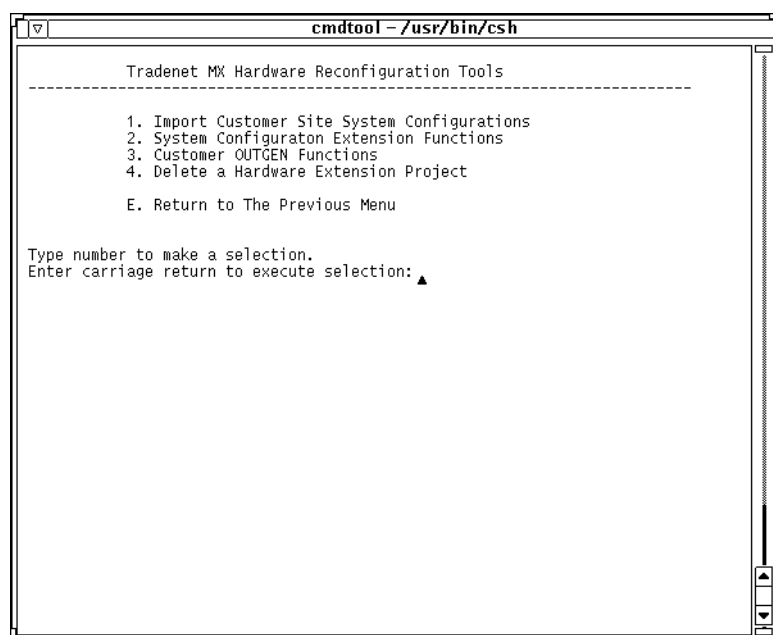 cmdtool – /usr/bin/csh
Tradenet MX Hardware Reconfiguration Tools
--------------------------------------------------------------------------
1. Import Customer Site System Configurations
2. System Configuraton Extension Functions
3. Customer OUTGEN Functions
4. Delete a Hardware Extension Project
E. Return to The Previous Menu
Type number to make a selection.
Enter carriage return to execute selection: